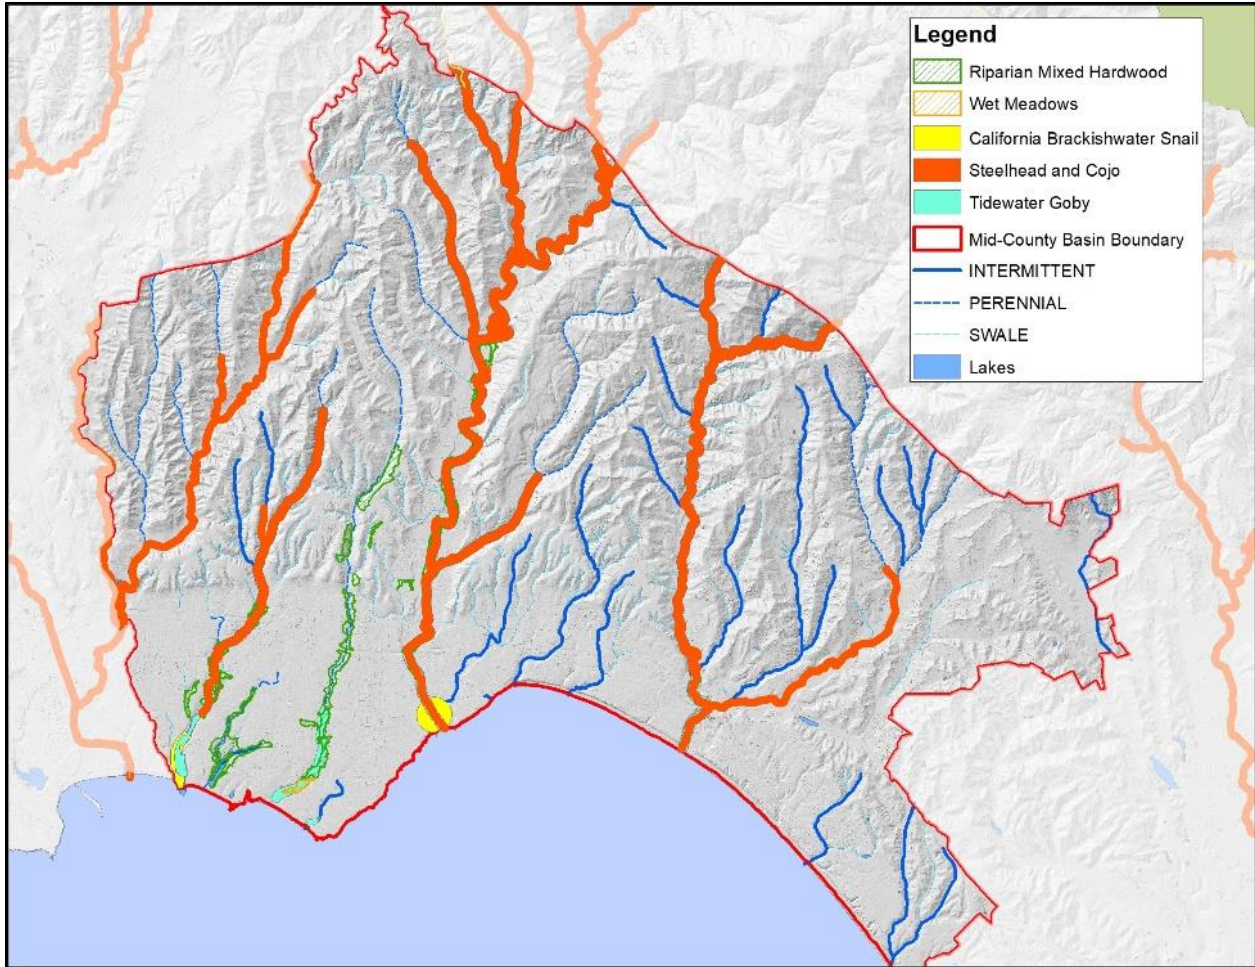 Legend
Riparian Mixed Hardwood
Wet Meadows
California Brackishwater Snail
Steelhead and Cojo
Tidewater Goby
Mid-County Basin Boundary
INTERMITTENT
PERENNIAL
SWALE
Lakes